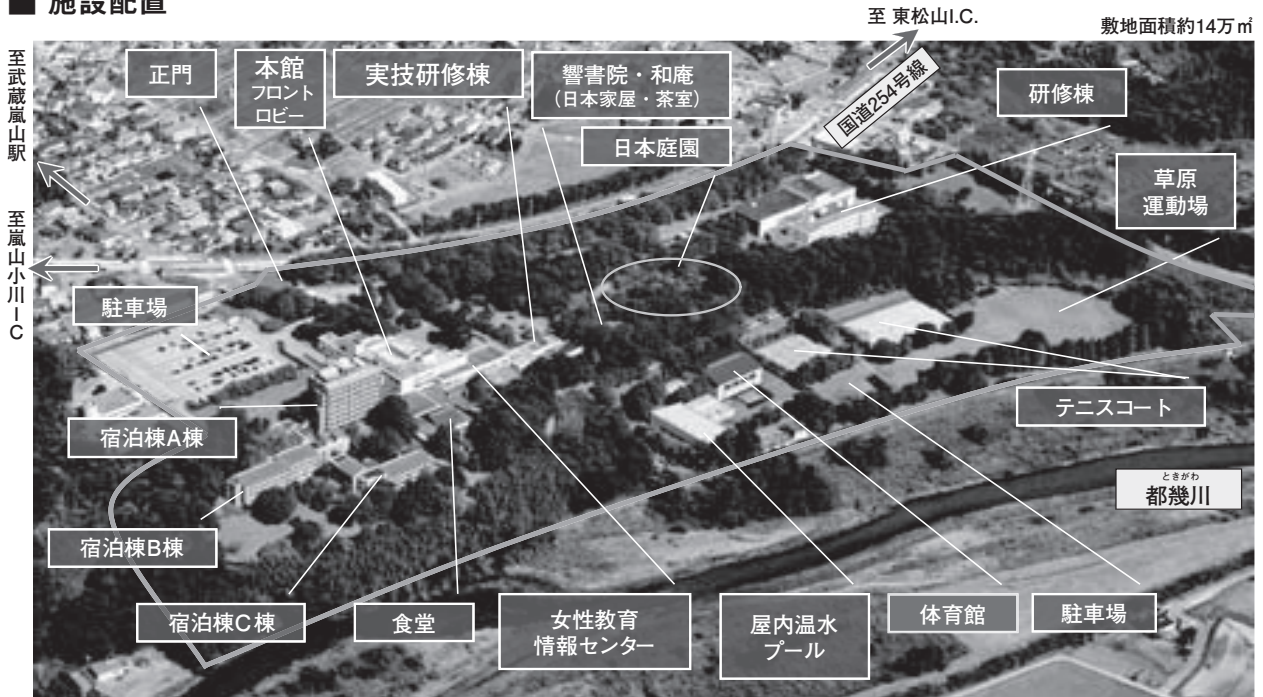 ■ 施設配置
至 東松山I.C.
敷地面積約14万㎡
至武蔵嵐山駅
至嵐山小川IC
正門
本館
フロント
ロビー
実技研修棟
響書院・和庵
(日本家屋・茶室)
日本庭園
国道254号線
研修棟
草原
運動場
駐車場
宿泊棟A棟
テニスコート
ときがわ
都幾川
宿泊棟B棟
宿泊棟C棟
食堂
女性教育
情報センター
屋内温水
プール
体育館
駐車場